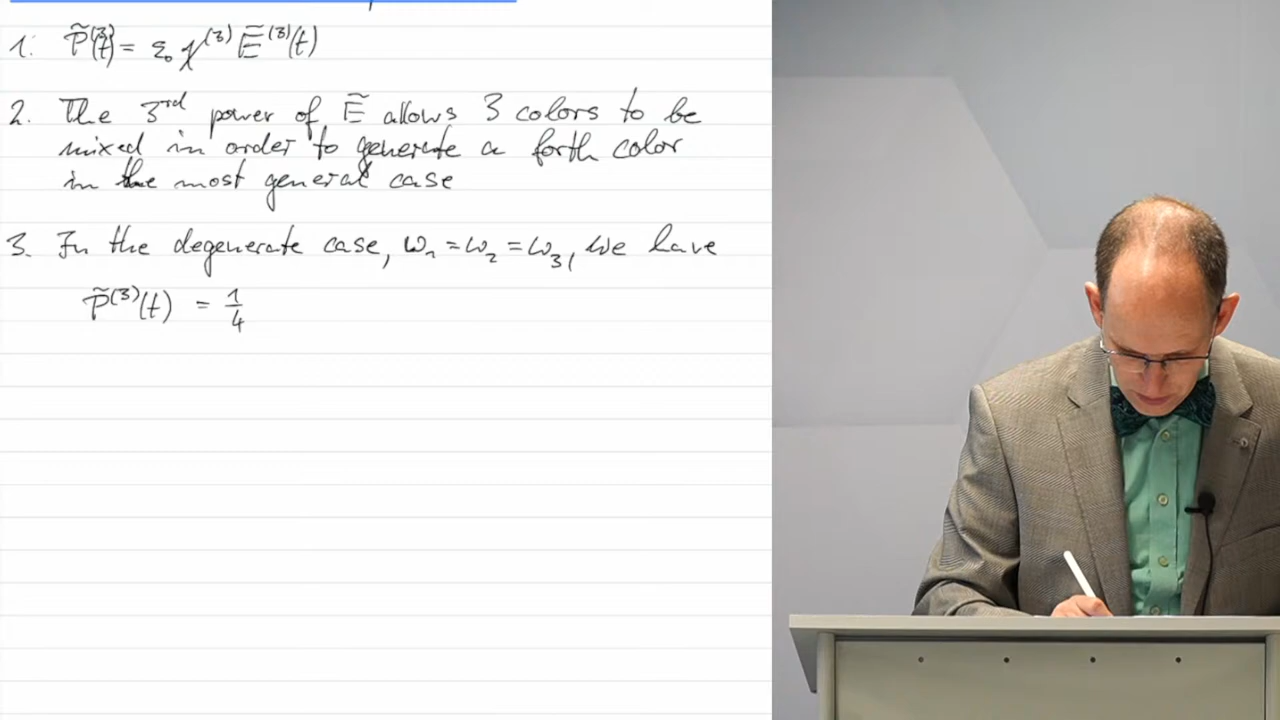 1. P̃⁽³⁾(t) = ε₀ χ⁽³⁾ Ẽ⁽³⁾(t)
2. The 3rd power of Ẽ allows 3 colors to be
mixed in order to generate a forth color
in the most general case
3. In the degenerate case, ω₁ = ω₂ = ω₃, we have
P̃⁽³⁾(t) = 1/4